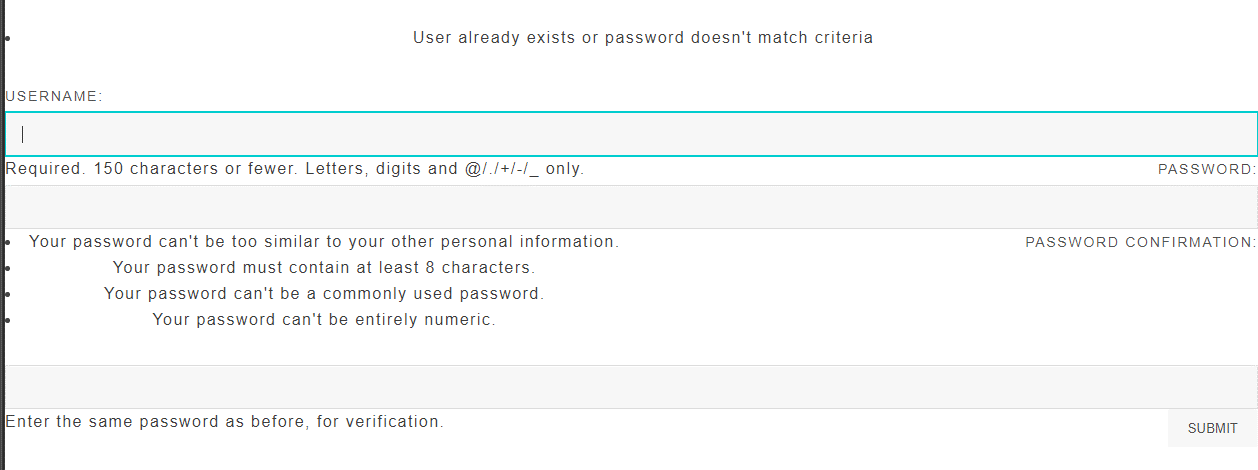 User already exists or password doesn't match criteria
USERNAME:
Required. 150 characters or fewer. Letters, digits and @/./+/-/_ only.
PASSWORD:
Your password can't be too similar to your other personal information.
PASSWORD CONFIRMATION:
Your password must contain at least 8 characters.
Your password can't be a commonly used password.
Your password can't be entirely numeric.
Enter the same password as before, for verification.
SUBMIT